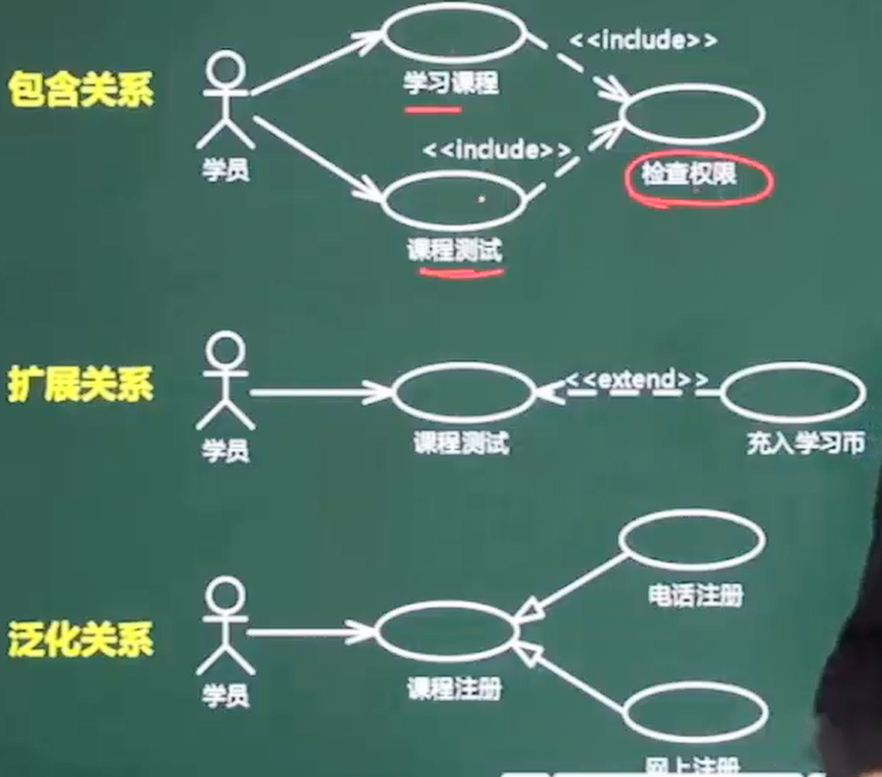 <<include>>
包含关系
学习课程
<<include>>
学员
检查权限
课程测试
扩展关系
<<extend>>
学员
课程测试
充入学习币
电话注册
泛化关系
学员
课程注册
网上注册